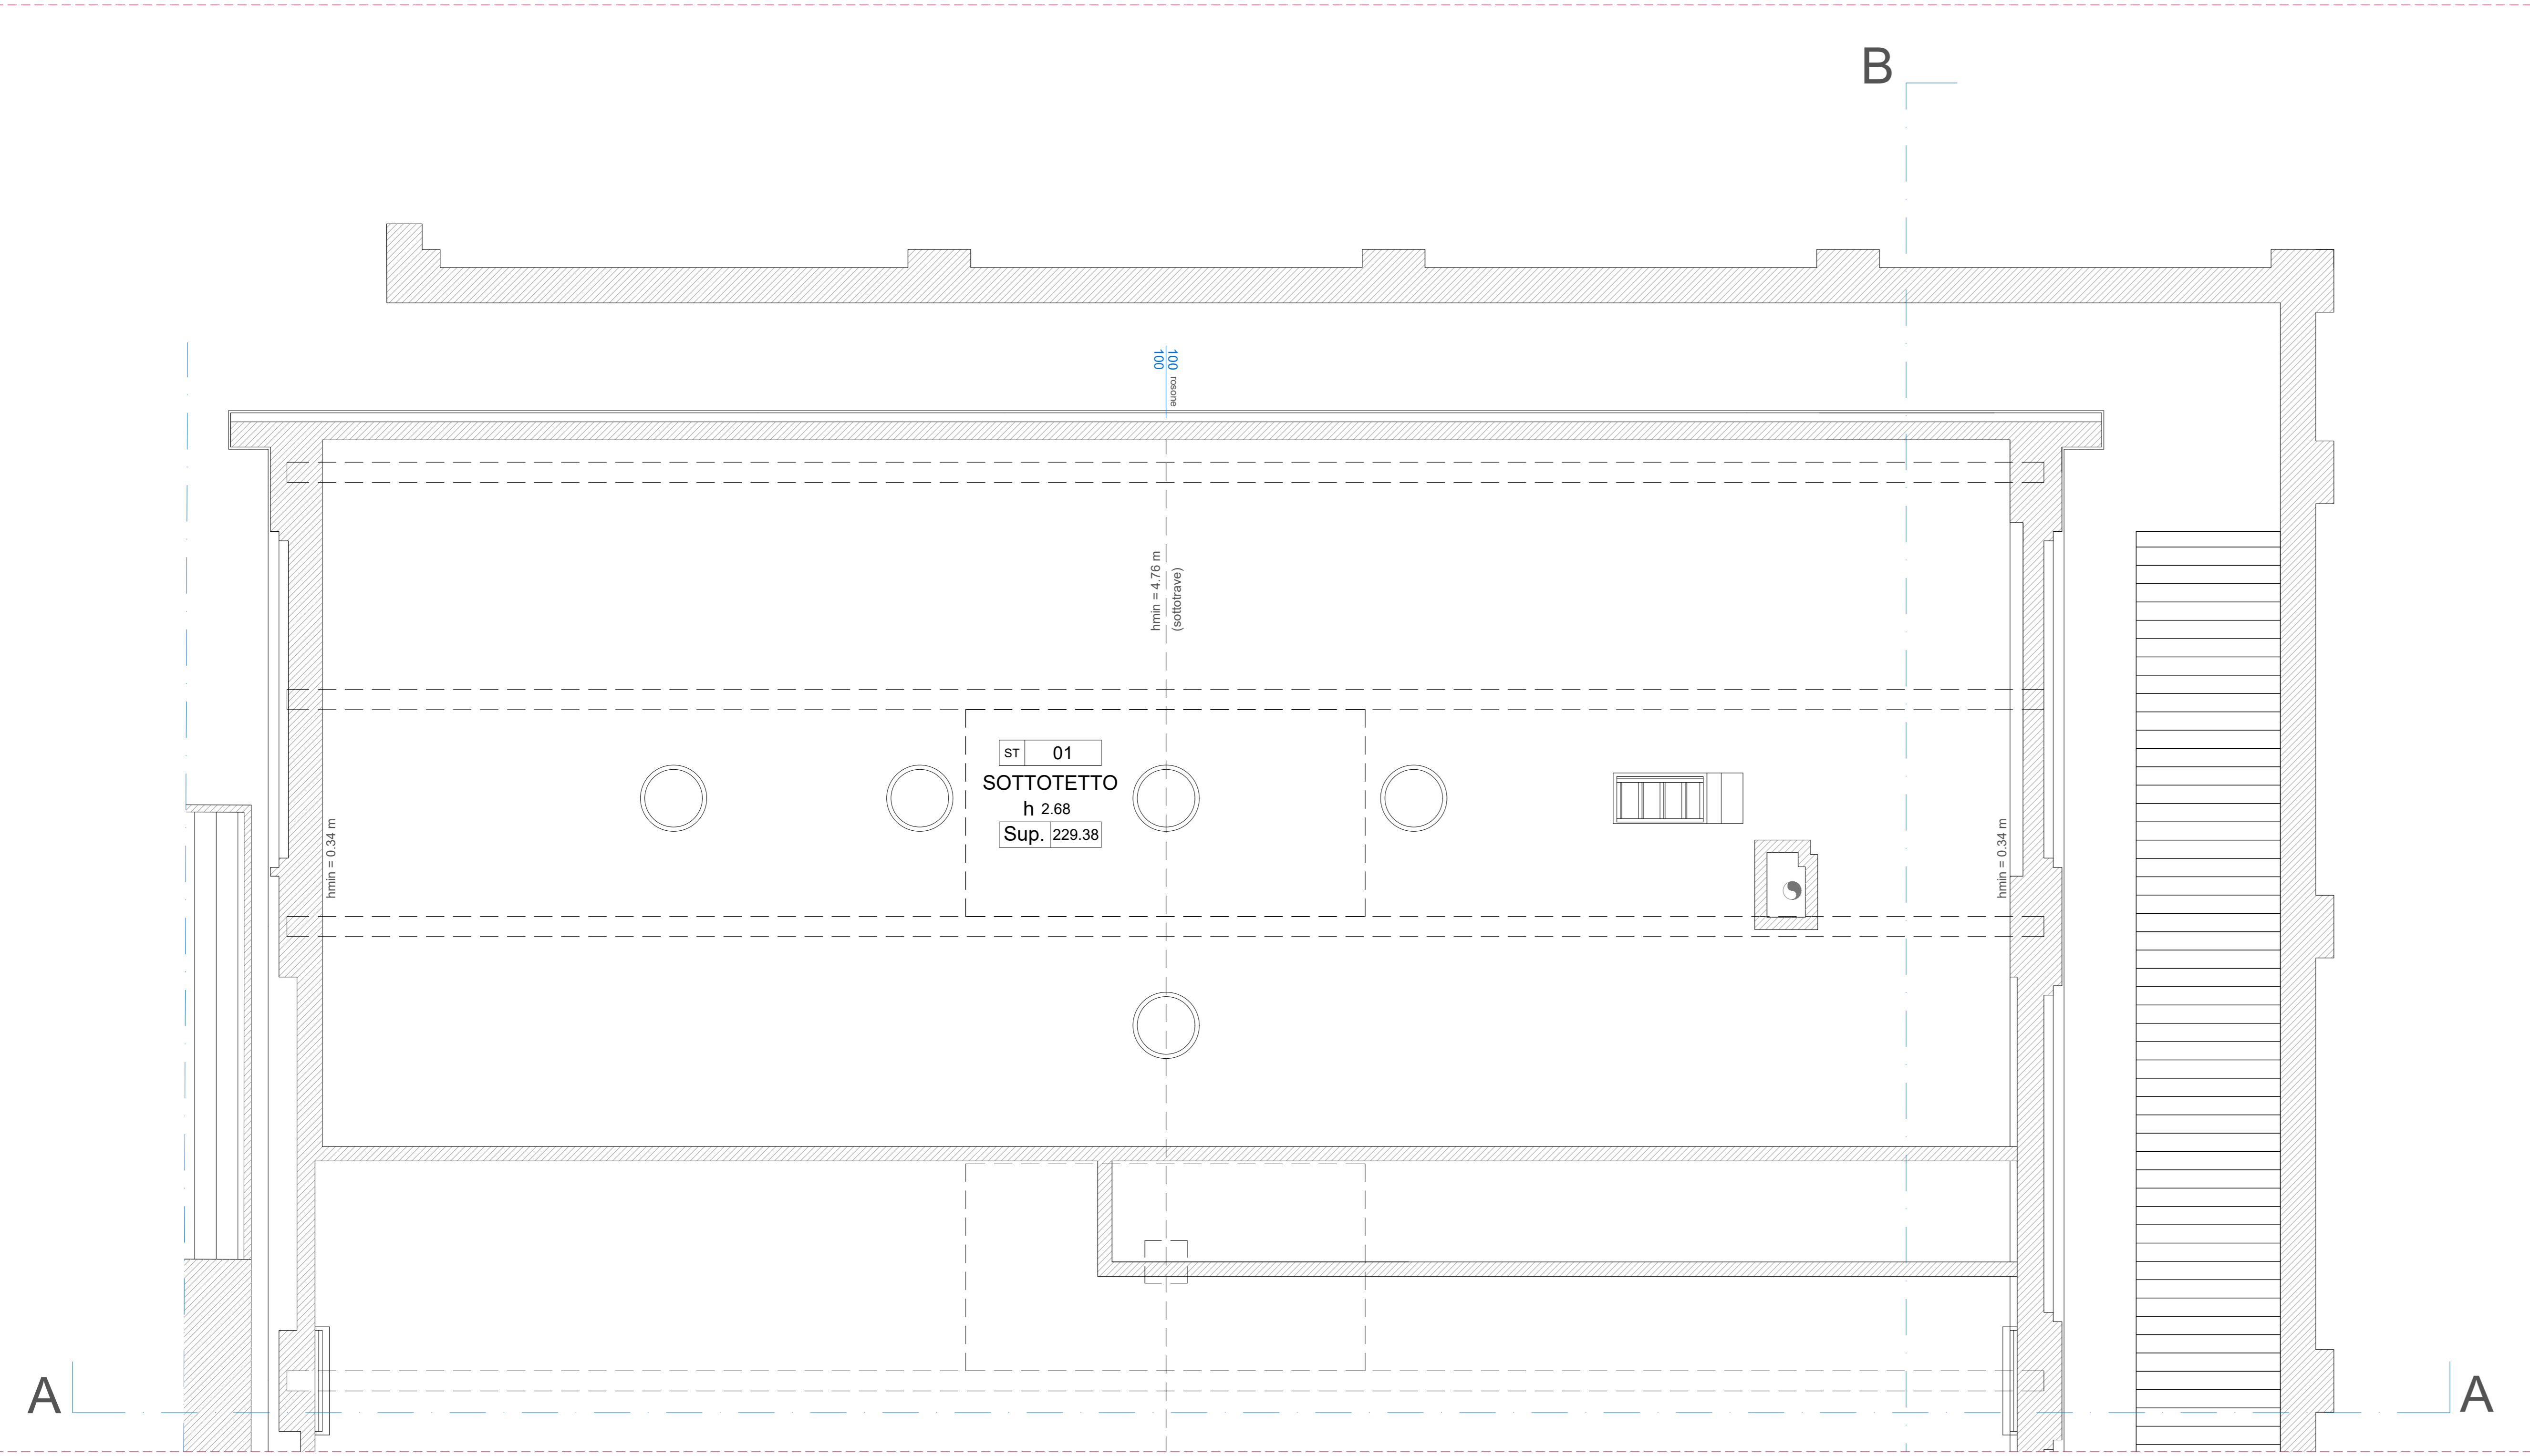 B
100
100 rosone
hmin = 4.76 m
(sottotrave)
ST 01
SOTTOTETTO
h 2.68
Sup. 229.38
hmin = 0.34 m
hmin = 0.34 m
A
A